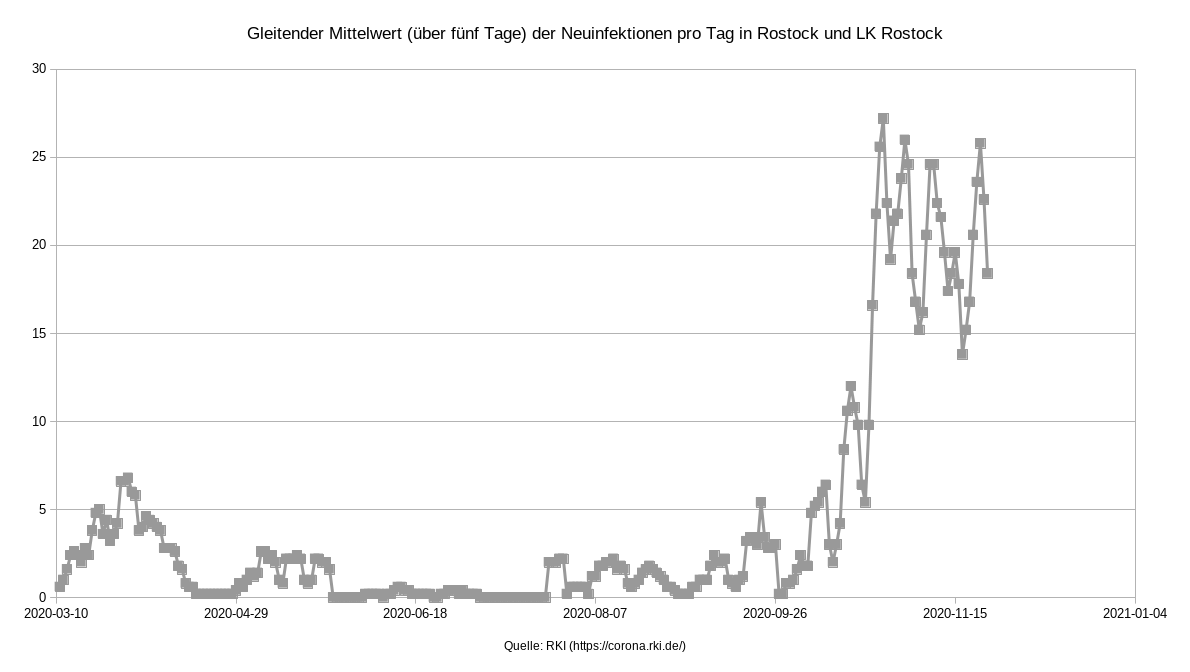 Gleitender Mittelwert (über fünf Tage) der Neuinfektionen pro Tag in Rostock und LK Rostock
30
25
20
15
10
5
0
2020-03-10 2020-04-29 2020-06-18 2020-08-07 2020-09-26 2020-11-15 2021-01-04
Quelle: RKI (https://corona.rki.de/)